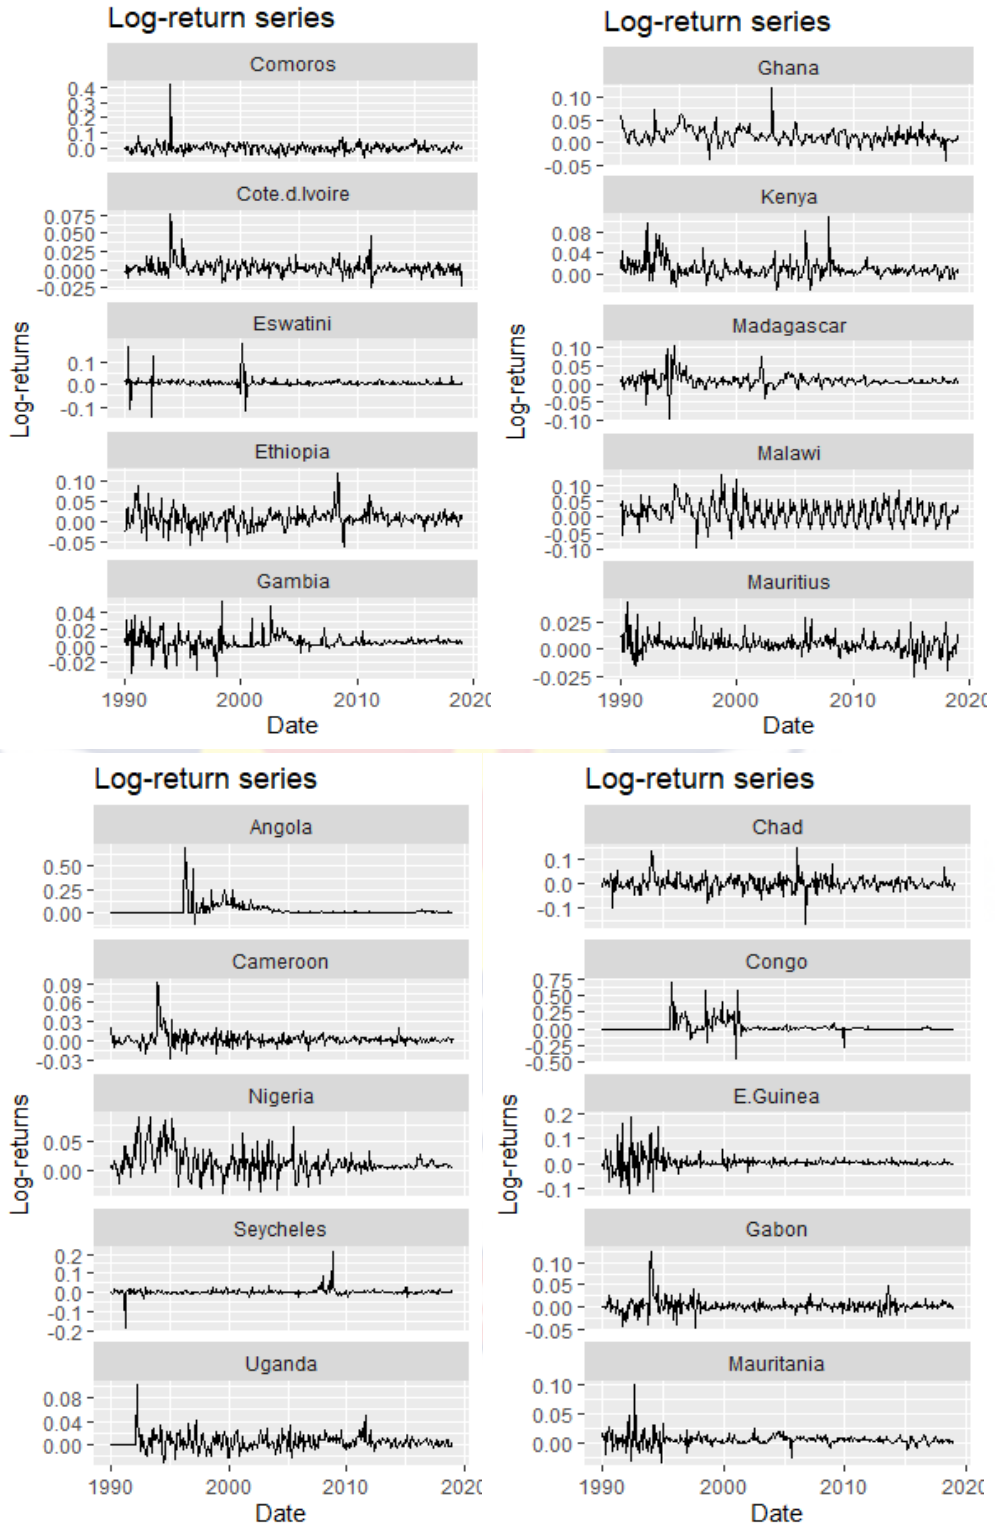 Log-return series
Comoros
0.4
0.3
0.2
0.1
0.0
Cote.d.Ivoire
0.075
0.050
0.025
0.000
-0.025
Eswatini
0.1
0.0
-0.1
Ethiopia
0.10
0.05
0.00
-0.05
Gambia
0.04
0.02
0.00
-0.02
Log-returns
1990
2000
2010
2020
Date
Log-return series
Ghana
0.10
0.05
0.00
-0.05
Kenya
0.08
0.04
0.00
Madagascar
0.10
0.05
0.00
-0.05
-0.10
Malawi
0.10
0.05
0.00
-0.05
-0.10
Mauritius
0.025
0.000
-0.025
Log-returns
1990
2000
2010
2020
Date
Log-return series
Angola
0.50
0.25
0.00
Cameroon
0.09
0.06
0.03
0.00
-0.03
Nigeria
0.05
0.00
Seycheles
0.2
0.1
0.0
-0.1
-0.2
Uganda
0.08
0.04
0.00
Log-returns
1990
2000
2010
2020
Date
Log-return series
Chad
0.1
0.0
-0.1
Congo
0.75
0.50
0.25
0.00
-0.25
-0.50
E.Guinea
0.2
0.1
0.0
-0.1
Gabon
0.10
0.05
0.00
-0.05
Mauritania
0.10
0.05
0.00
Log-returns
1990
2000
2010
2020
Date